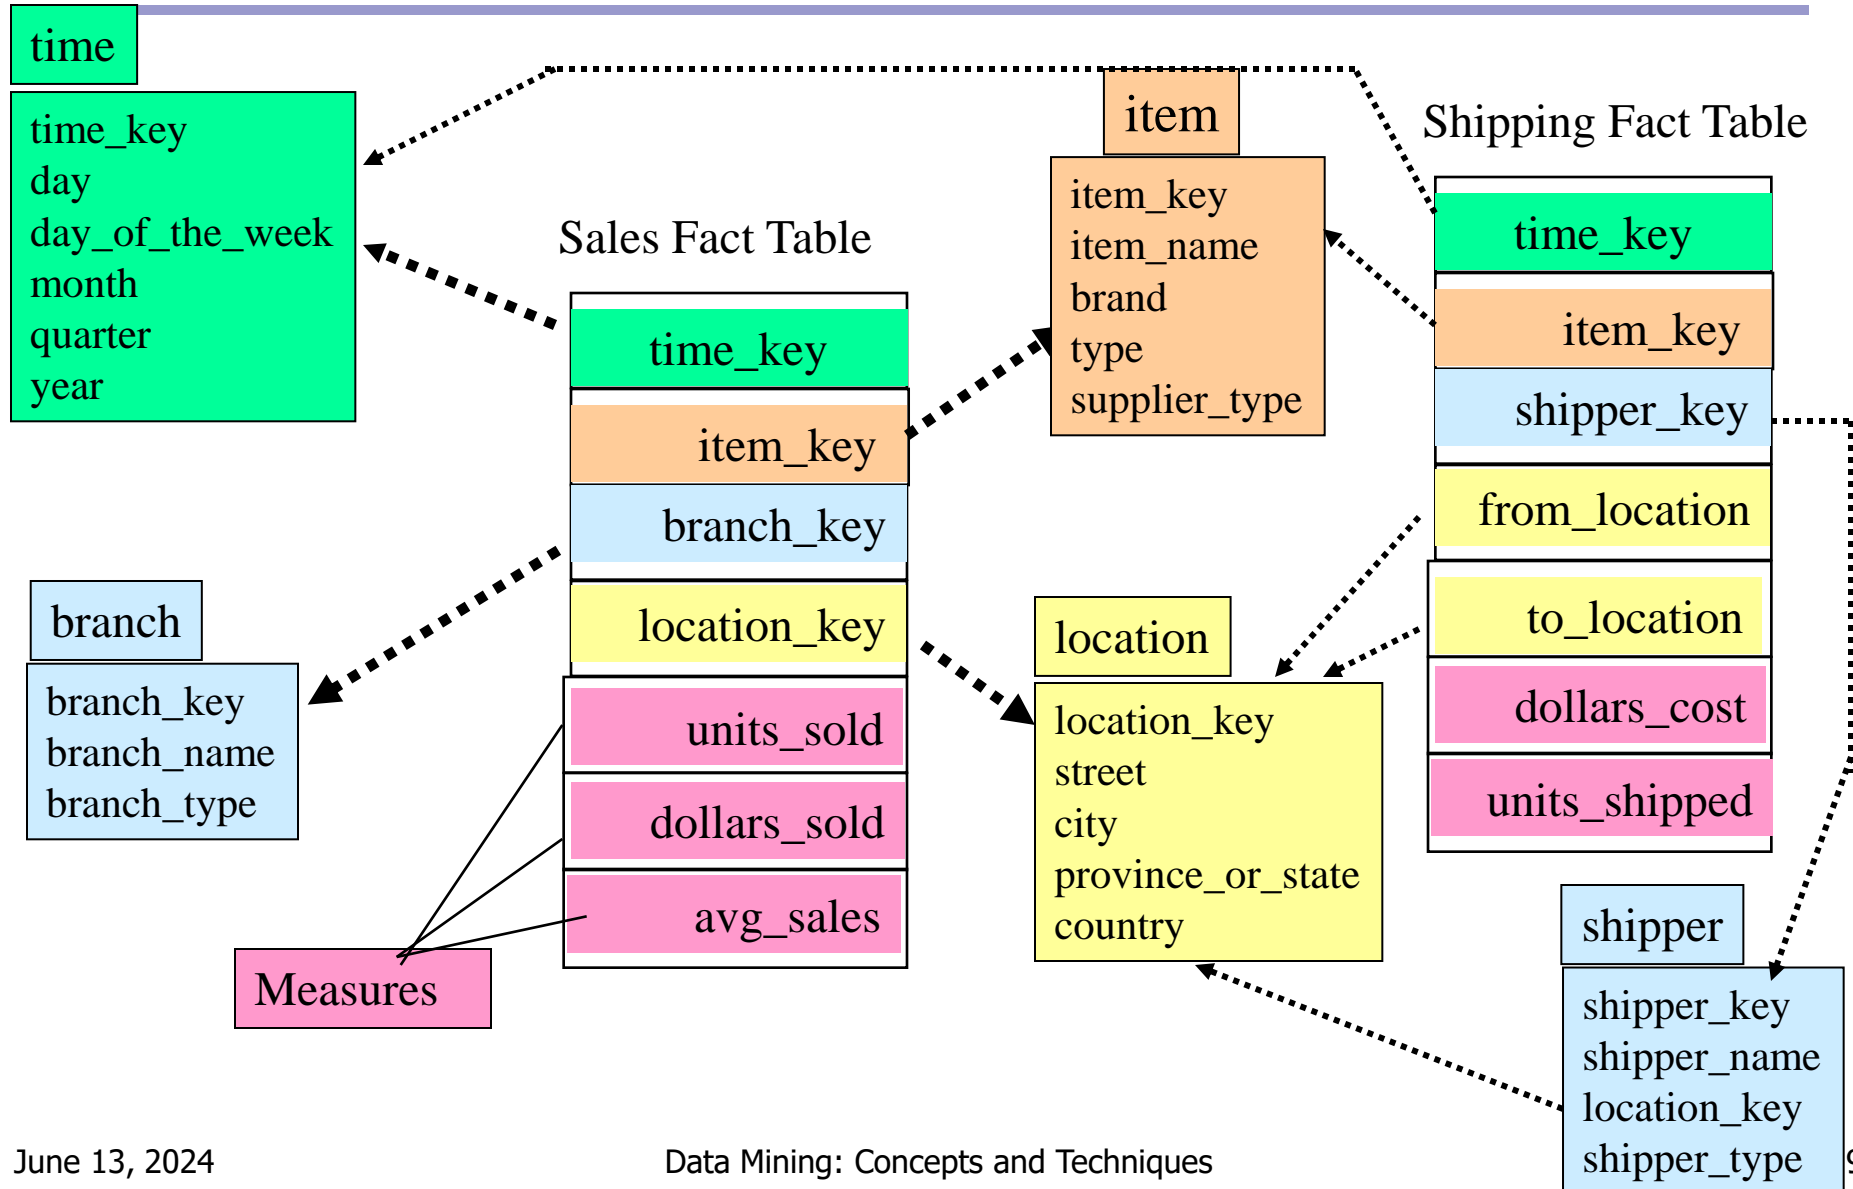 time
time_key
day
day_of_the_week
month
quarter
year
Sales Fact Table
time_key
item_key
branch_key
location_key
units_sold
dollars_sold
avg_sales
Measures
branch
branch_key
branch_name
branch_type
item
item_key
item_name
brand
type
supplier_type
location
location_key
street
city
province_or_state
country
Shipping Fact Table
time_key
item_key
shipper_key
from_location
to_location
dollars_cost
units_shipped
shipper
shipper_key
shipper_name
location_key
shipper_type
June 13, 2024
Data Mining: Concepts and Techniques